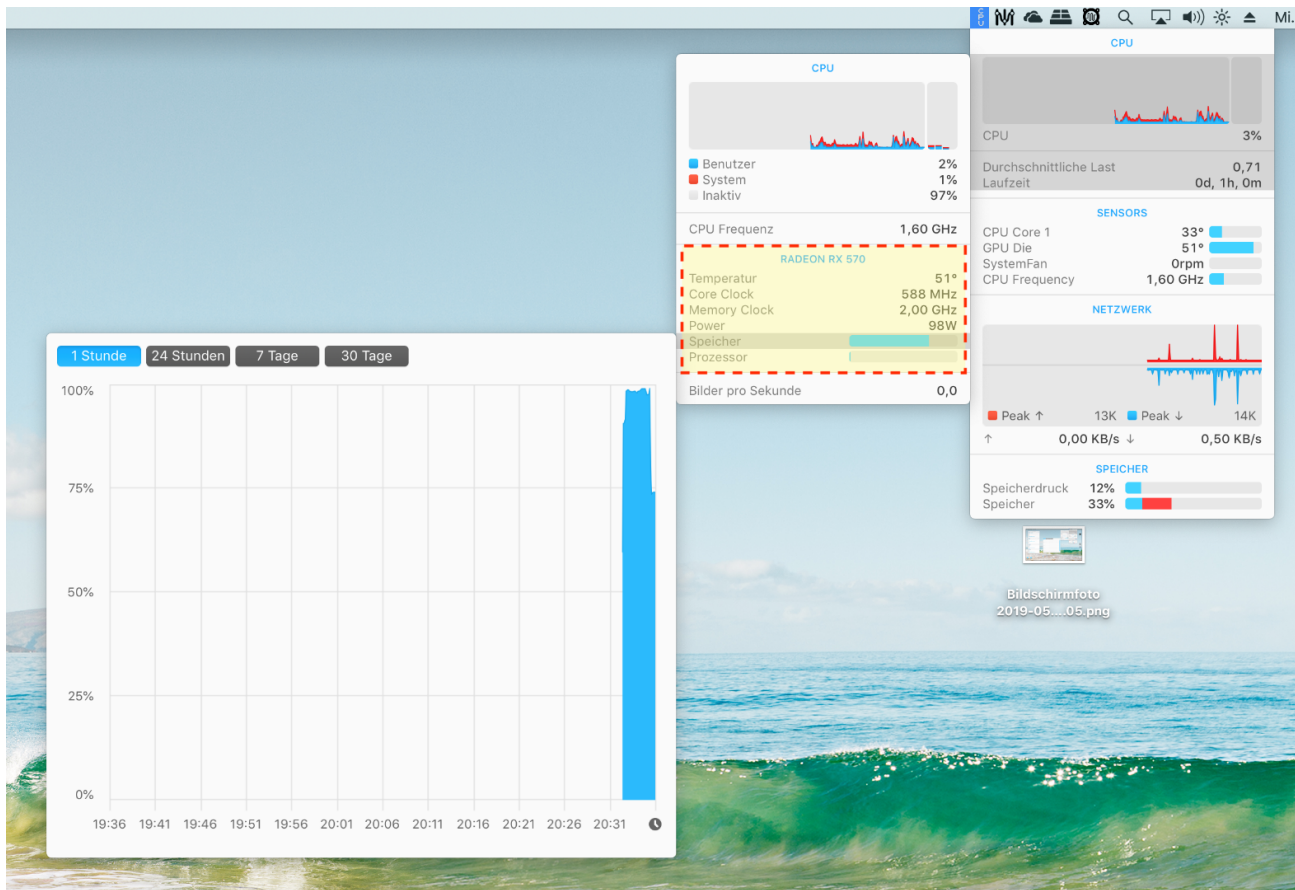 CPU
Mi.
CPU
CPU 3%
Durchschnittliche Last 0,71
Laufzeit 0d, 1h, 0m
SENSORS
CPU Core 1 33°
GPU Die 51°
SystemFan 0rpm
CPU Frequency 1,60 GHz
NETZWERK
Peak ↑ 13K Peak ↓ 14K
↑ 0,00 KB/s ↓ 0,50 KB/s
SPEICHER
Speicherdruck 12%
Speicher 33%
CPU
Benutzer 2%
System 1%
Inaktiv 97%
CPU Frequenz 1,60 GHz
RADEON RX 570
Temperatur 51°
Core Clock 588 MHz
Memory Clock 2,00 GHz
Power 98W
Speicher
Prozessor
Bilder pro Sekunde 0,0
1 Stunde 24 Stunden 7 Tage 30 Tage
100%
75%
50%
25%
0%
19:36 19:41 19:46 19:51 19:56 20:01 20:06 20:11 20:16 20:21 20:26 20:31
Bildschirmfoto
2019-05....05.png